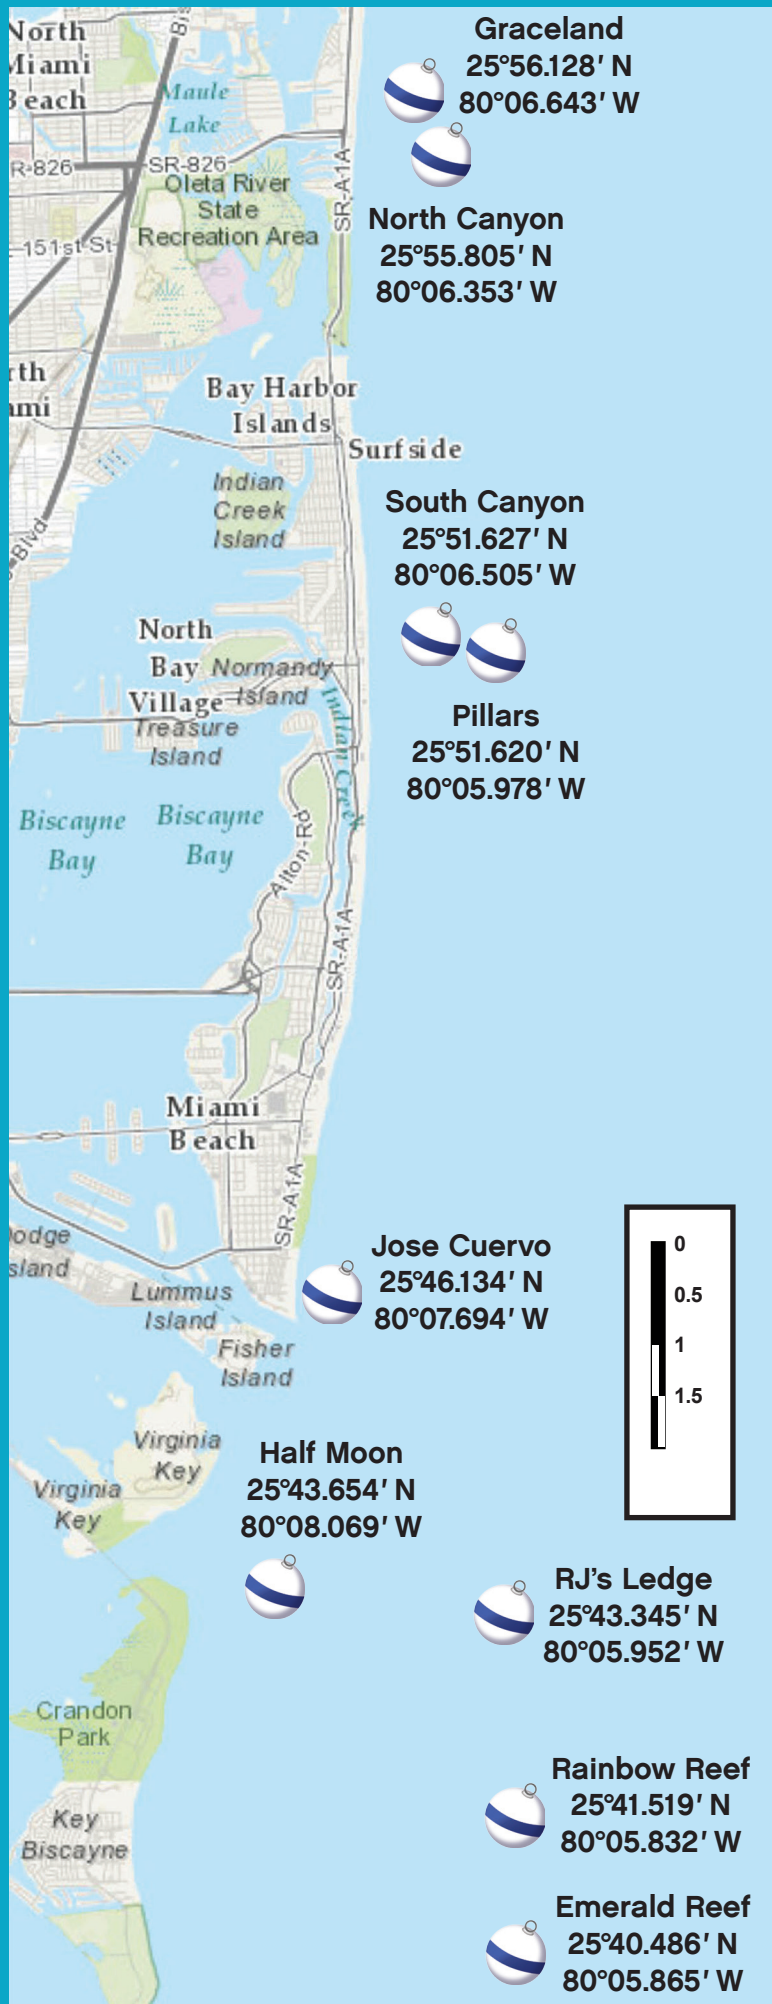 North
Miami
Beach
Bis
Maule
Lake
R-826
SR-826
Oleta River
State
Recreation Area
151st St
SR-A1A
Graceland
25°56.128′ N
80°06.643′ W
North Canyon
25°55.805′ N
80°06.353′ W
rth
ami
Bay Harbor
Islands
Surfside
Indian
Creek
Island
Blvd
South Canyon
25°51.627′ N
80°06.505′ W
North
Bay
Village
Normandy
Island
Treasure
Island
Indian Creek
Pillars
25°51.620′ N
80°05.978′ W
Biscayne
Bay
Biscayne
Bay
Alton-Rd
SR-A1A
Miami
Beach
SR-A1A
odge
sland
Lummus
Island
Fisher
Island
Jose Cuervo
25°46.134′ N
80°07.694′ W
0
0.5
1
1.5
Virginia
Key
Virginia
Key
Half Moon
25°43.654′ N
80°08.069′ W
RJ's Ledge
25°43.345′ N
80°05.952′ W
Crandon
Park
Rainbow Reef
25°41.519′ N
80°05.832′ W
Key
Biscayne
Emerald Reef
25°40.486′ N
80°05.865′ W